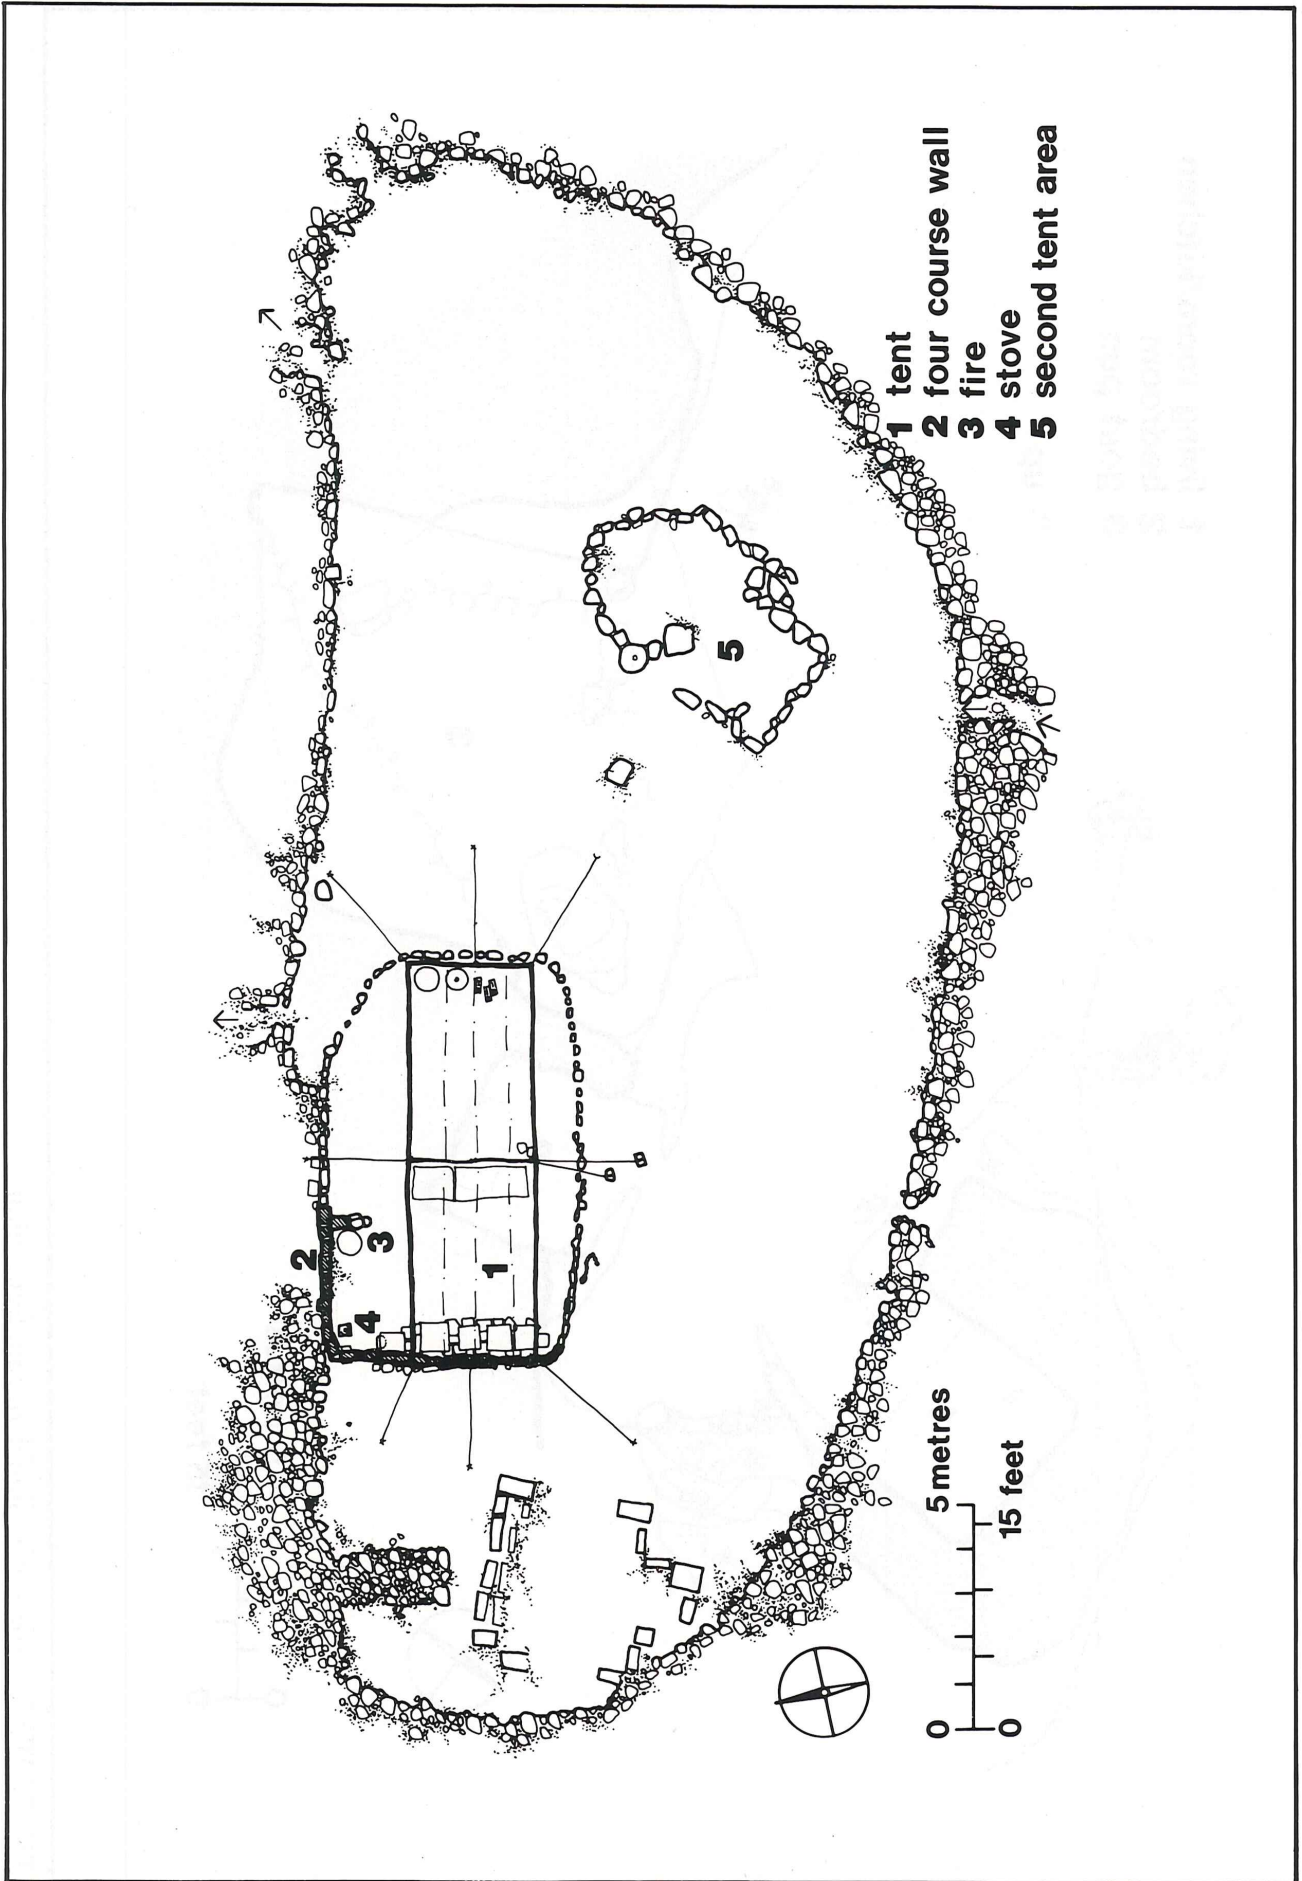 1 tent
2 four course wall
3 fire
4 stove
5 second tent area
2
3
4
1
5
0 5 metres
0 15 feet